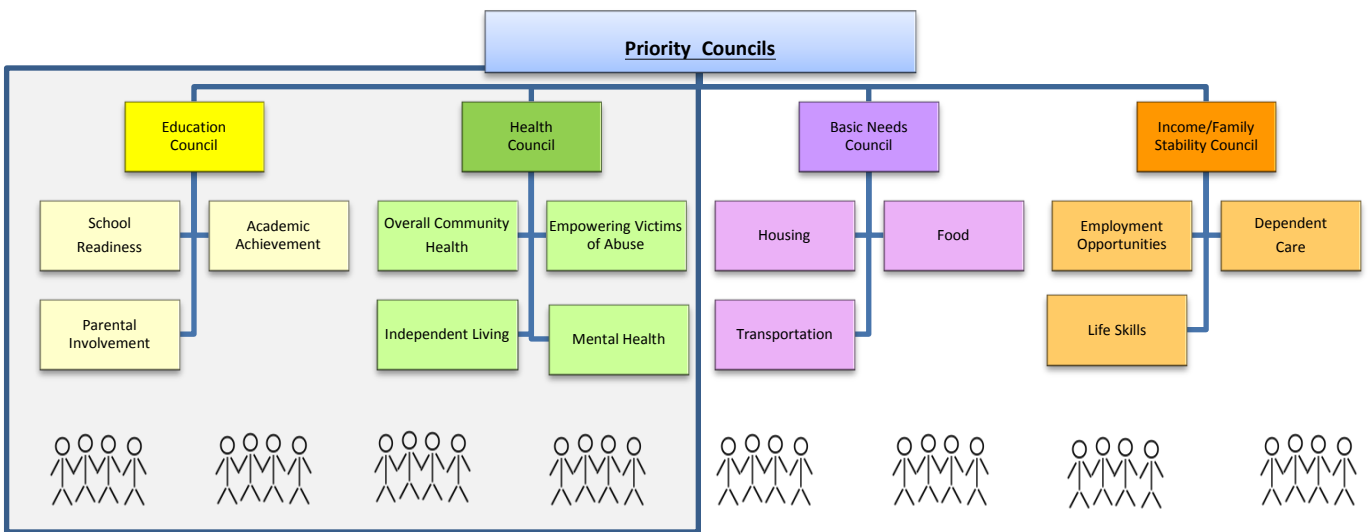 Priority Councils
Education
Council
Health
Council
Basic Needs
Council
Income/Family
Stability Council
School
Readiness
Academic
Achievement
Overall Community
Health
Empowering Victims
of Abuse
Housing
Food
Employment
Opportunities
Dependent
Care
Parental
Involvement
Independent Living
Mental Health
Transportation
Life Skills